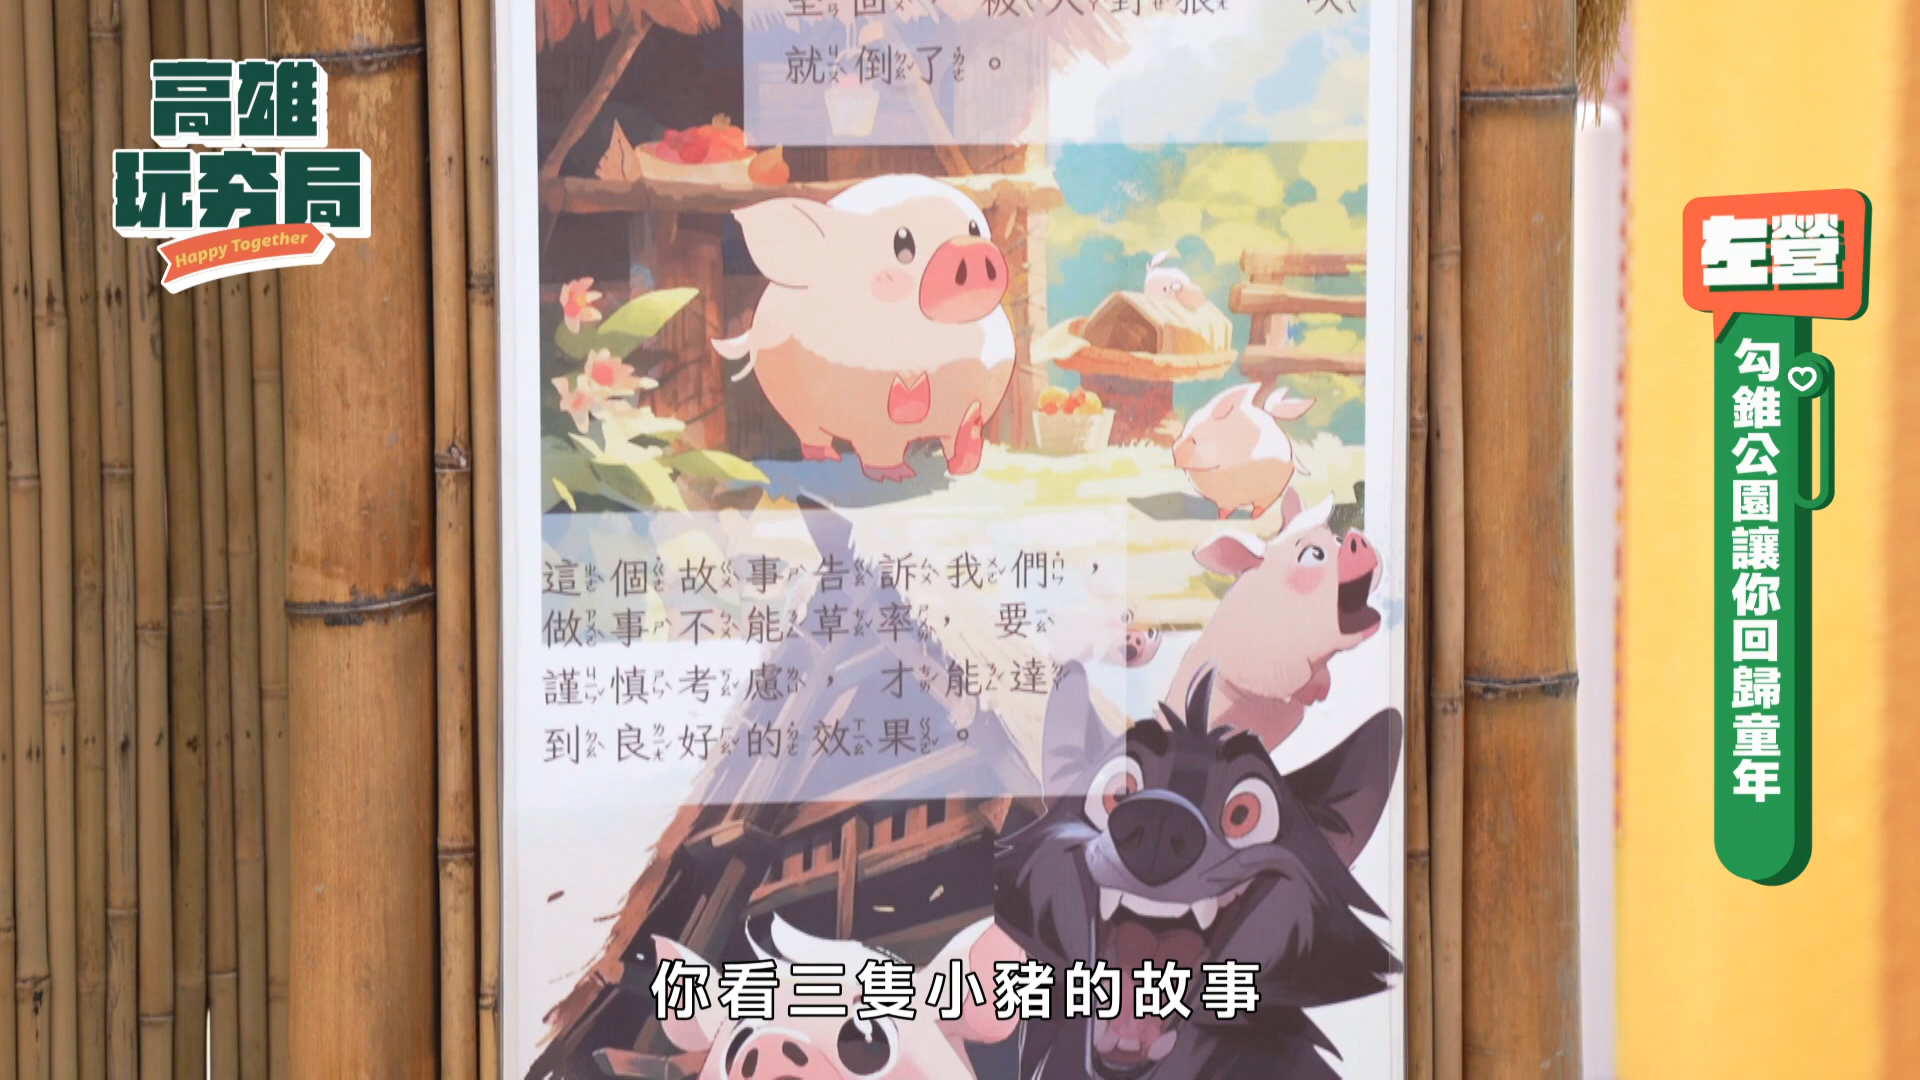 高雄
玩夯局
Happy Together
就倒了。
這個故事告訴我們，
做事不能草率，要
謹慎考慮，才能達
到良好的效果。
左營
勾錐公園讓你回歸童年
你看三隻小豬的故事